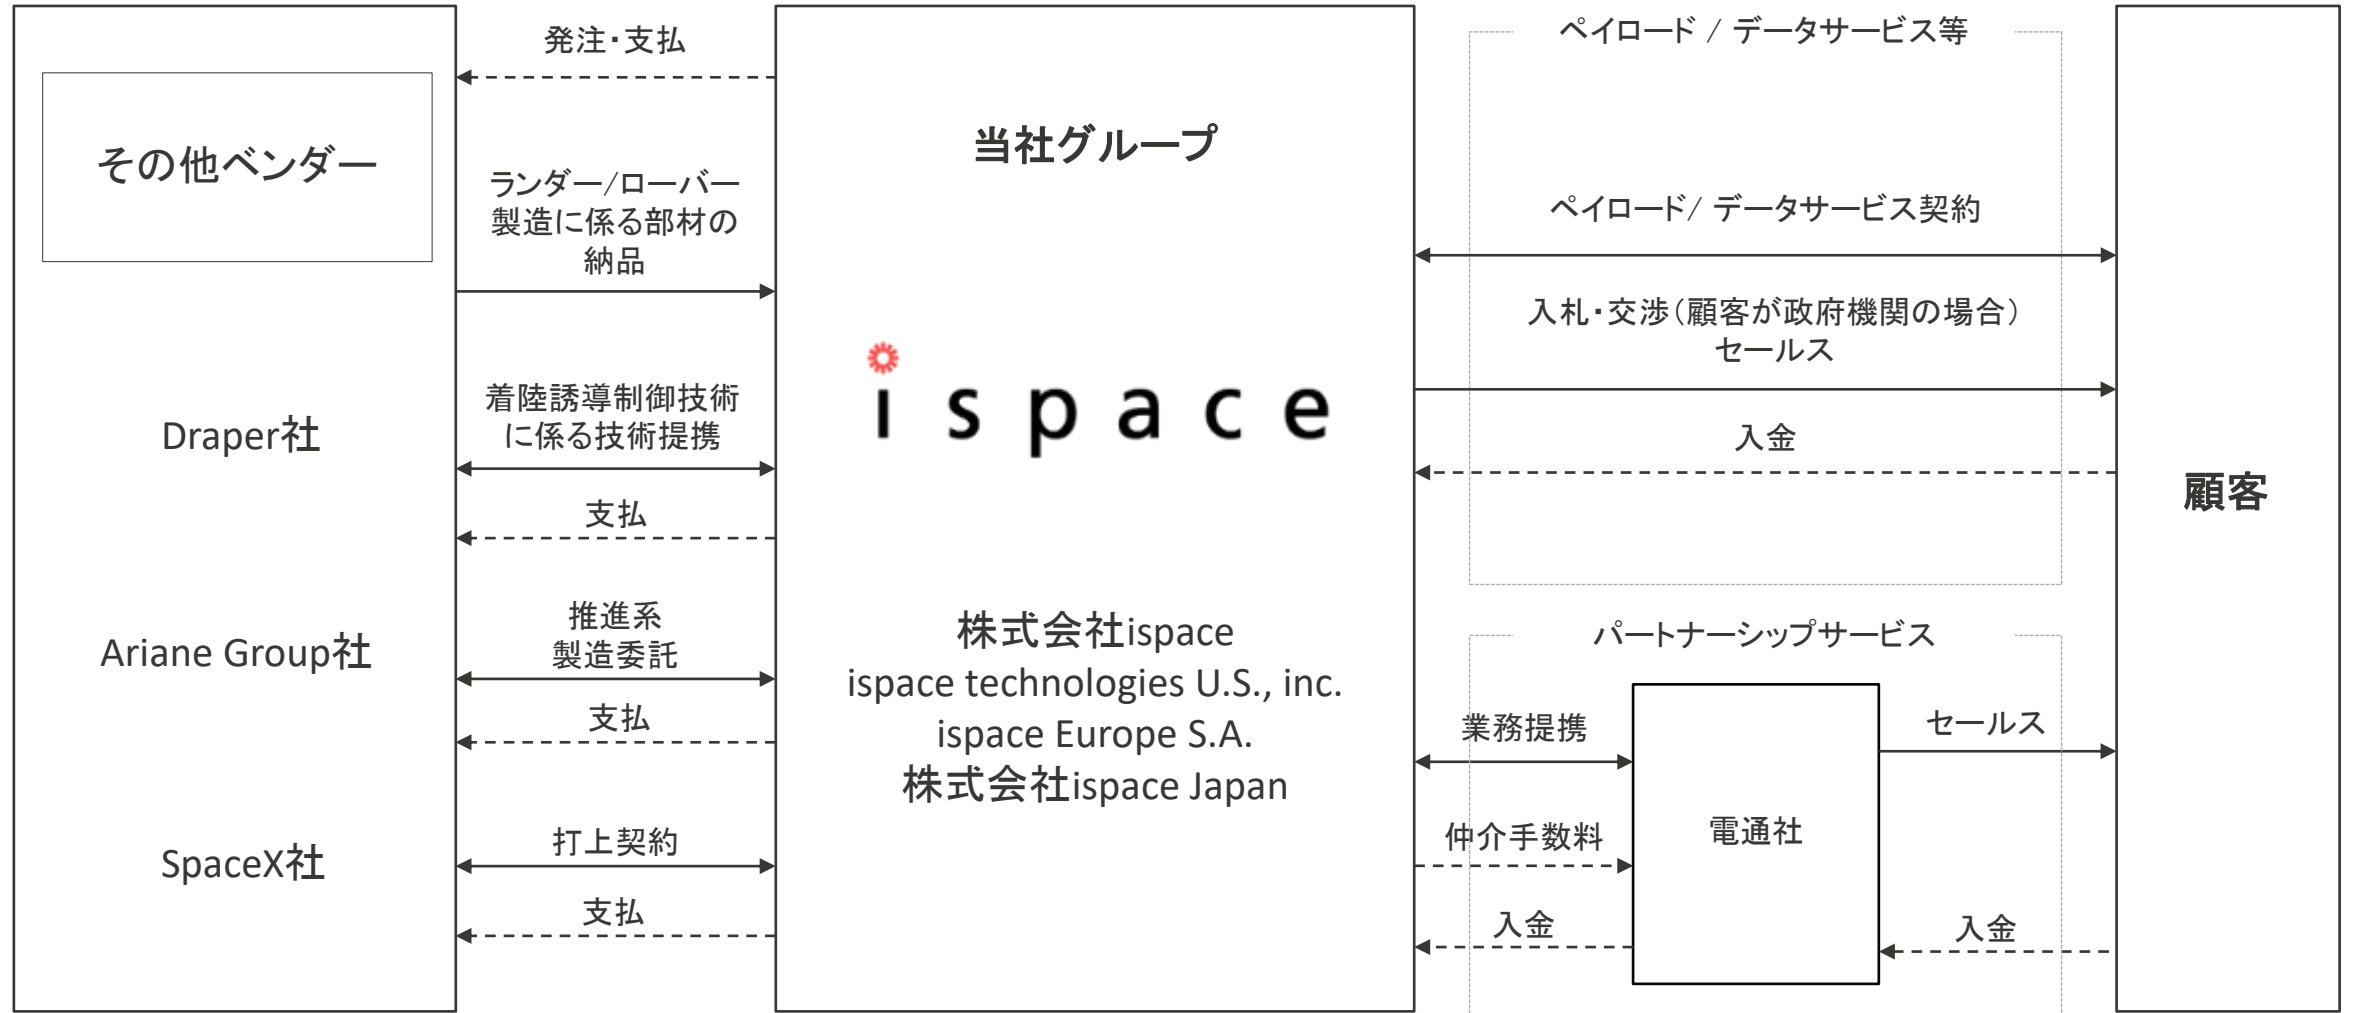 その他ベンダー
Draper社
Ariane Group社
SpaceX社
発注・支払
ランダー/ローバー
製造に係る部材の
納品
着陸誘導制御技術
に係る技術提携
支払
推進系
製造委託
支払
打上契約
支払
当社グループ
ispace
株式会社ispace
ispace technologies U.S., inc.
ispace Europe S.A.
株式会社ispace Japan
ペイロード / データサービス等
ペイロード/ データサービス契約
入札・交渉（顧客が政府機関の場合）
セールス
入金
パートナーシップサービス
業務提携
仲介手数料
入金
電通社
セールス
入金
顧客